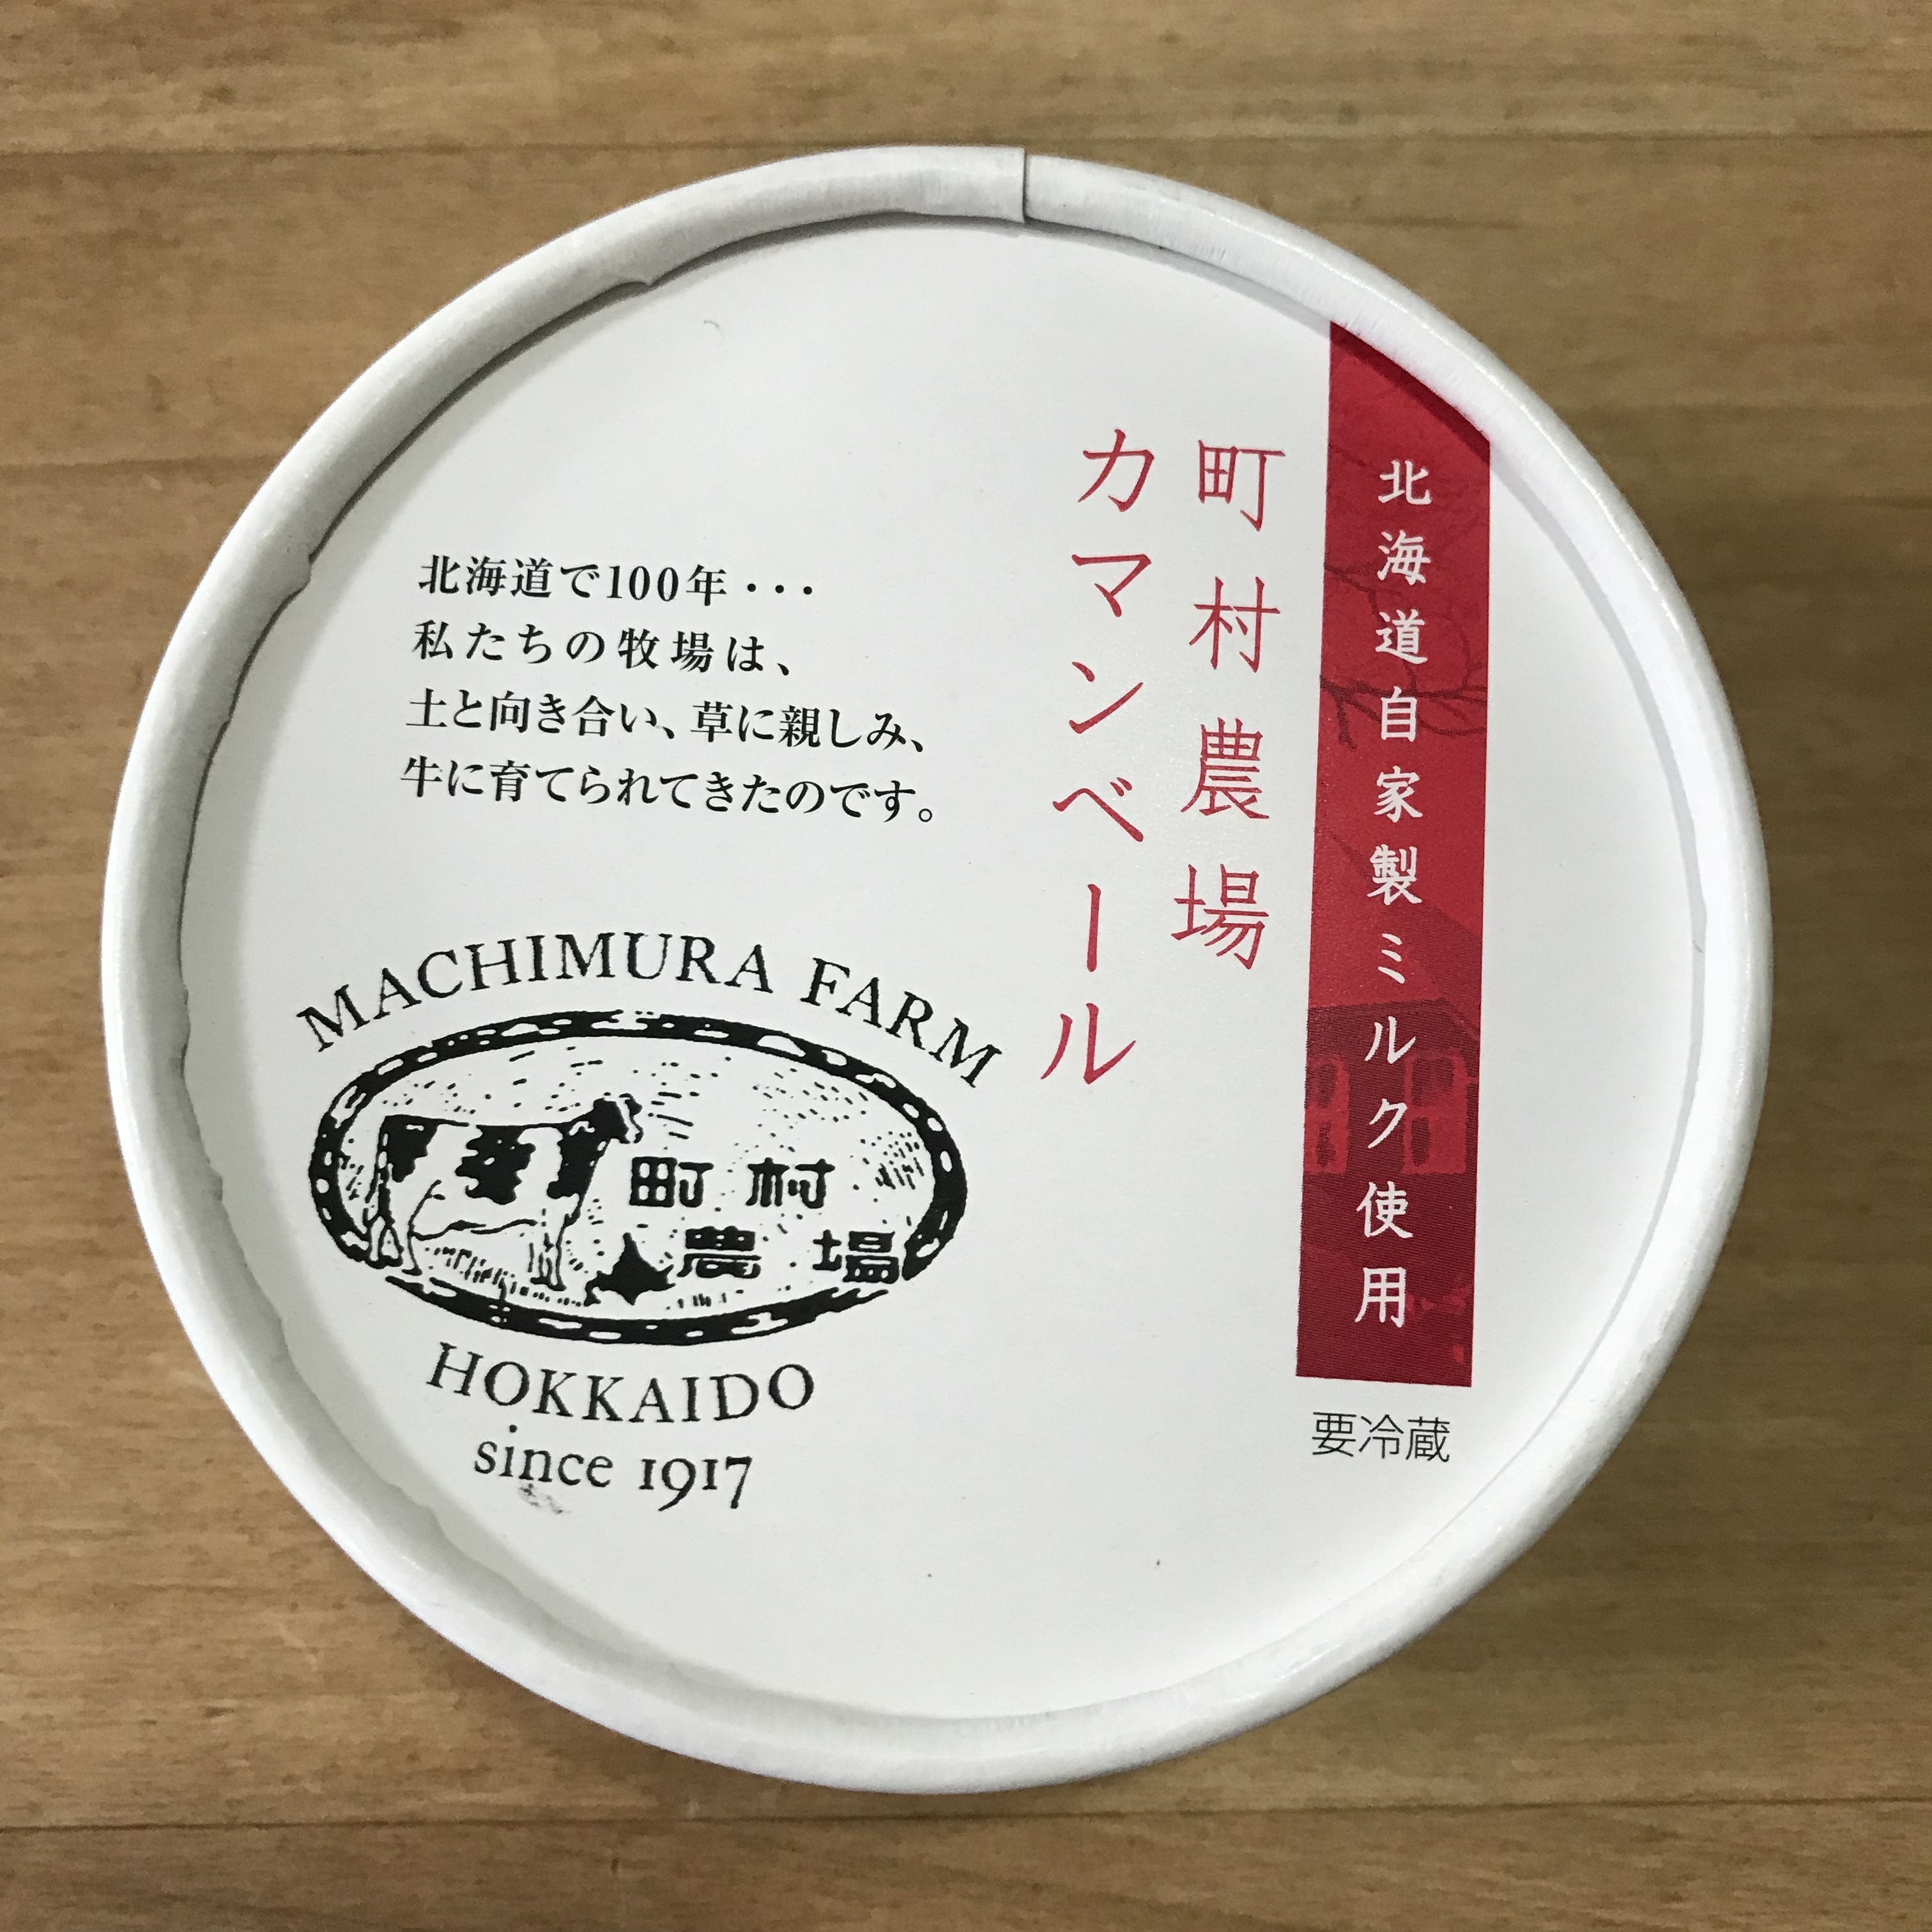 北海道自家製ミルク使用
町村農場
カマンベール
北海道で100年・・・
私たちの牧場は、
土と向き合い、草に親しみ、
牛に育てられてきたのです。
MACHIMURA FARM
町村
農場
HOKKAIDO
since 1917
要冷蔵